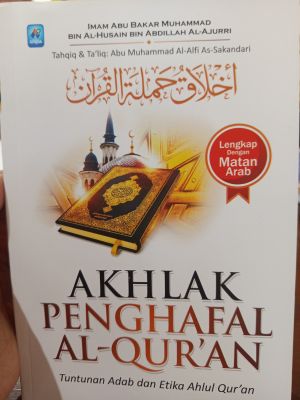 IMAM ABU BAKAR MUHAMMAD
BIN AL-HUSAIN BIN ABDILLAH AL-AJURRI
Tahqiq & Ta'liq: Abu Muhammad Al-Alfi As-Sakandari
أخلاق حملة القرآن
Lengkap
Dengan
Matan
Arab
AKHLAK
PENGHAFAL
AL-QUR'AN
Tuntunan Adab dan Etika Ahlul Qur'an